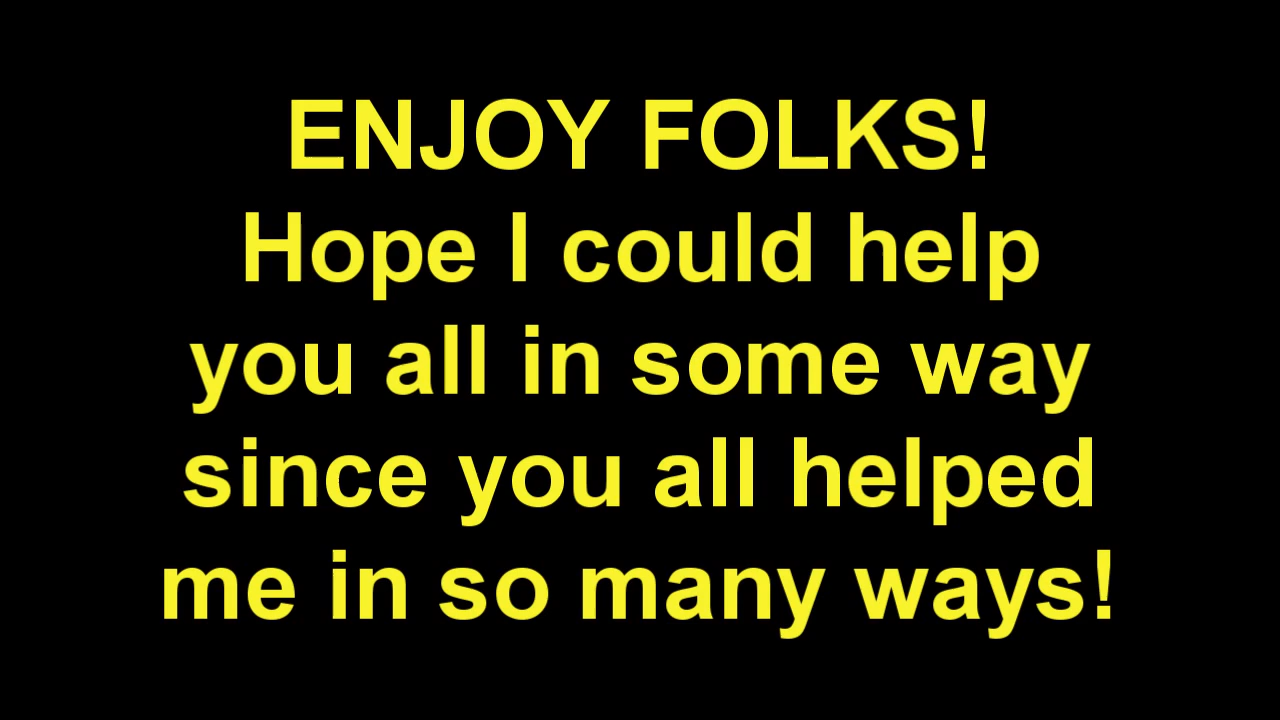 ENJOY FOLKS!
Hope I could help
you all in some way
since you all helped
me in so many ways!